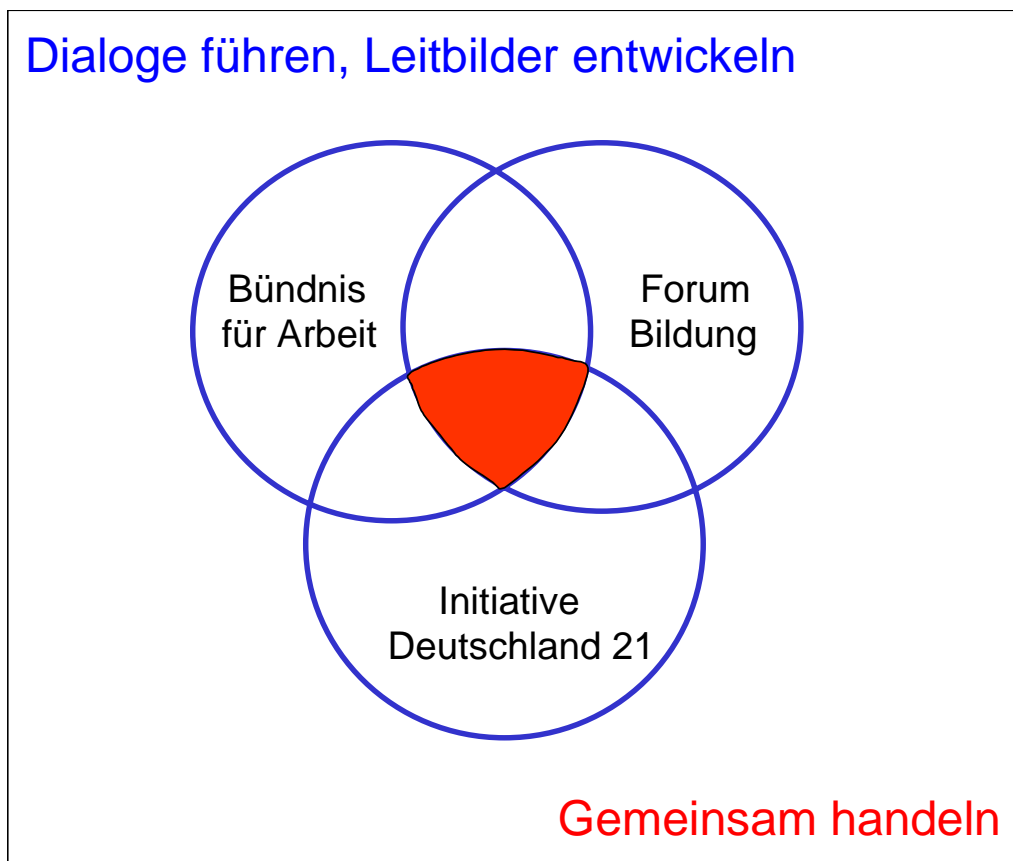 Dialoge führen, Leitbilder entwickeln
Bündnis
für Arbeit
Forum
Bildung
Initiative
Deutschland 21
Gemeinsam handeln